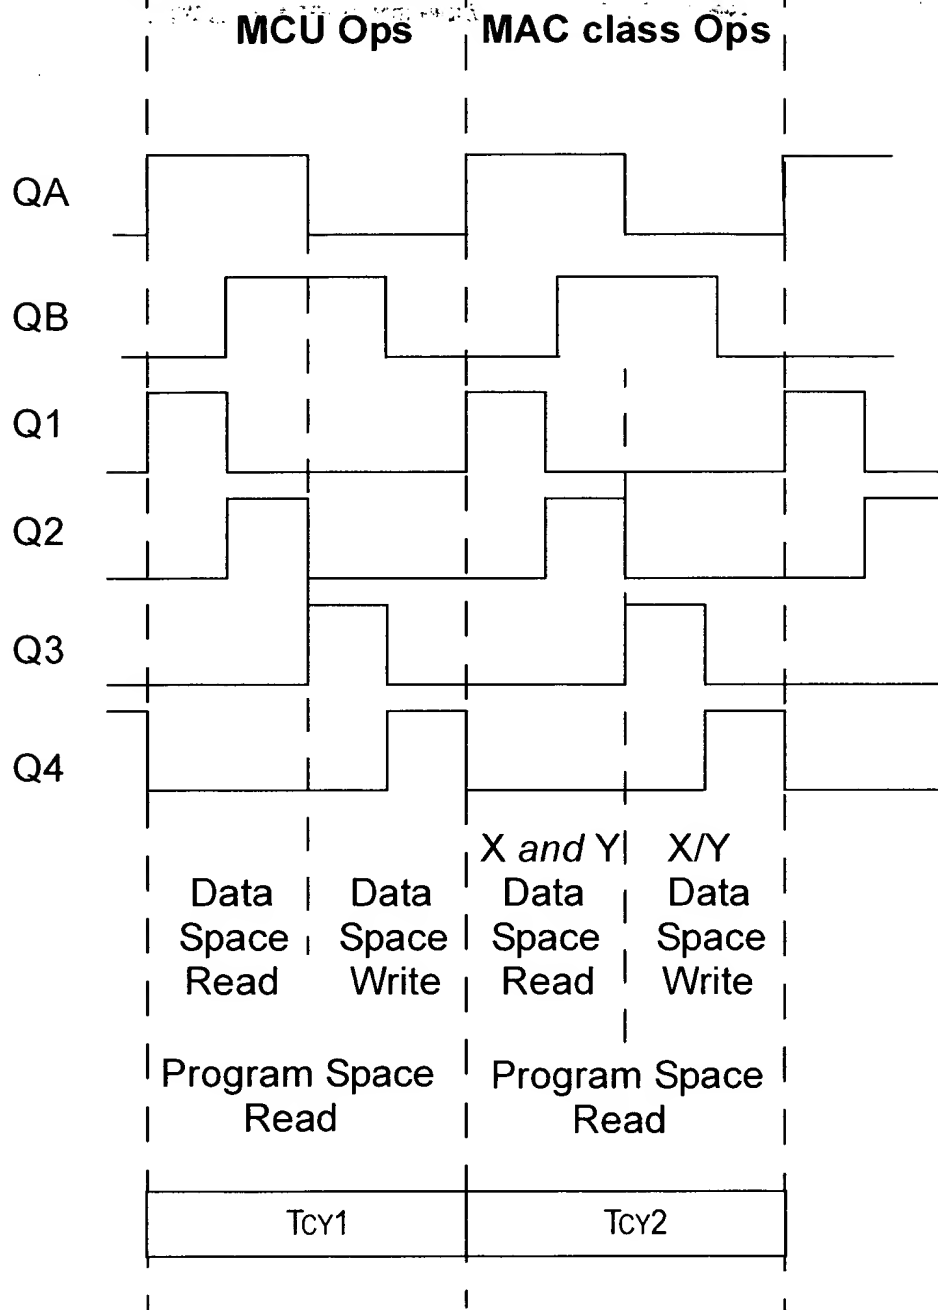 MCU Ops MAC class Ops
QA
QB
Q1
Q2
Q3
Q4
X and Y X/Y
Data Data Data Data
Space Space Space Space
Read Write Read Write
Program Space Program Space
Read Read
TCY1 TCY2